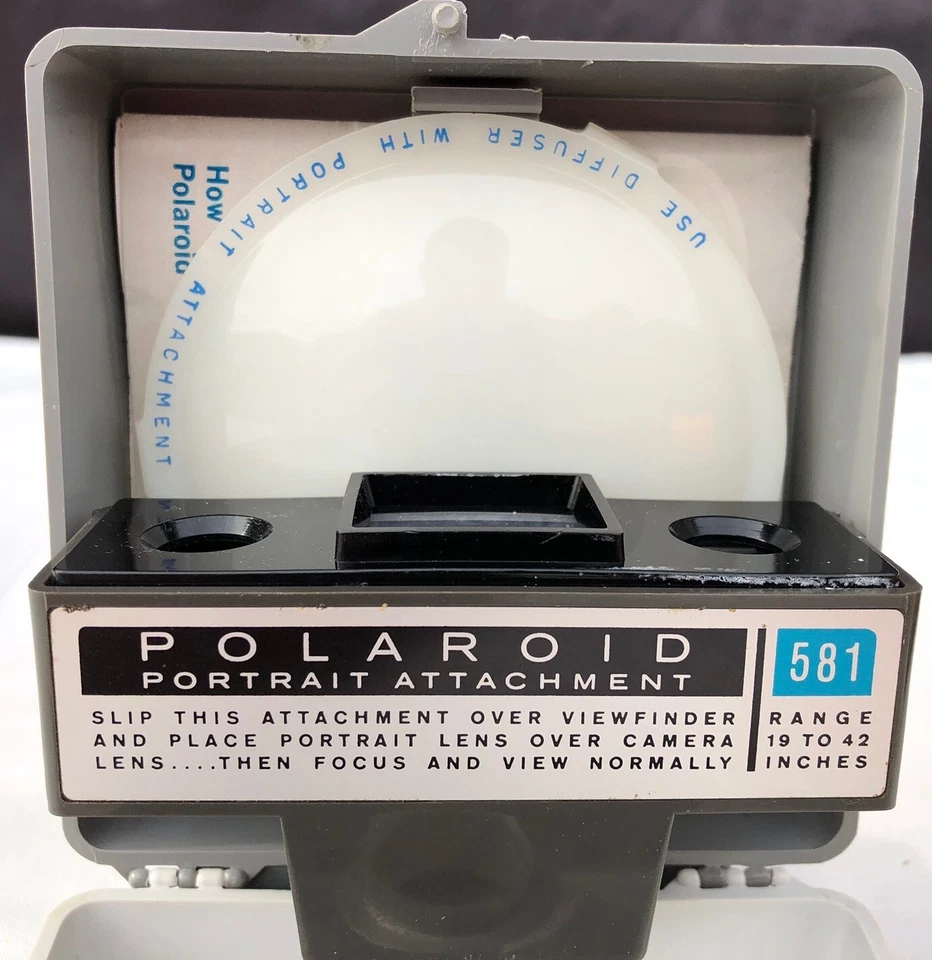 How
Polaroid
USE DIFFUSER WITH PORTRAIT ATTACHMENT
POLAROID
PORTRAIT ATTACHMENT
SLIP THIS ATTACHMENT OVER VIEWFINDER
AND PLACE PORTRAIT LENS OVER CAMERA
LENS....THEN FOCUS AND VIEW NORMALLY
581
RANGE
19 TO 42
INCHES